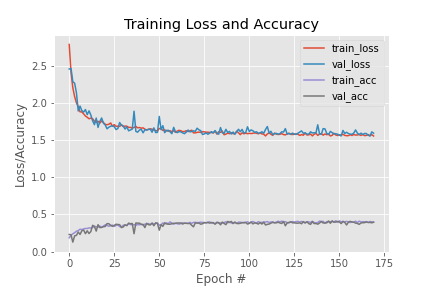 Training Loss and Accuracy
train_loss
val_loss
train_acc
val_acc
Loss/Accuracy
2.5
2.0
1.5
1.0
0.5
0.0
0 25 50 75 100 125 150 175
Epoch #